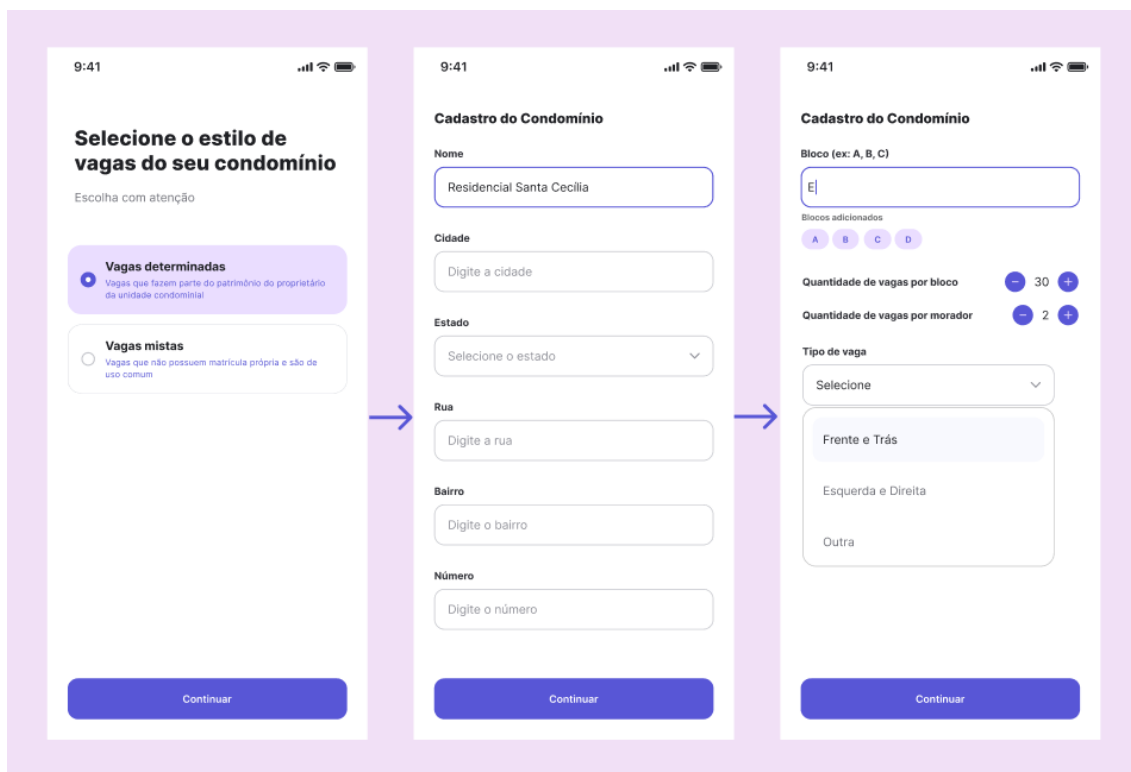 9:41
Selecione o estilo de
vagas do seu condomínio
Escolha com atenção
Vagas determinadas
Vagas que fazem parte do patrimônio do proprietário
da unidade condominial
Vagas mistas
Vagas que não possuem matrícula própria e são de
uso comum
Continuar
9:41
Cadastro do Condomínio
Nome
Residencial Santa Cecília
Cidade
Digite a cidade
Estado
Selecione o estado
Rua
Digite a rua
Bairro
Digite o bairro
Número
Digite o número
Continuar
9:41
Cadastro do Condomínio
Bloco (ex: A, B, C)
E
Blocos adicionados
A B C D
Quantidade de vagas por bloco − 30 +
Quantidade de vagas por morador − 2 +
Tipo de vaga
Selecione
Frente e Trás
Esquerda e Direita
Outra
Continuar